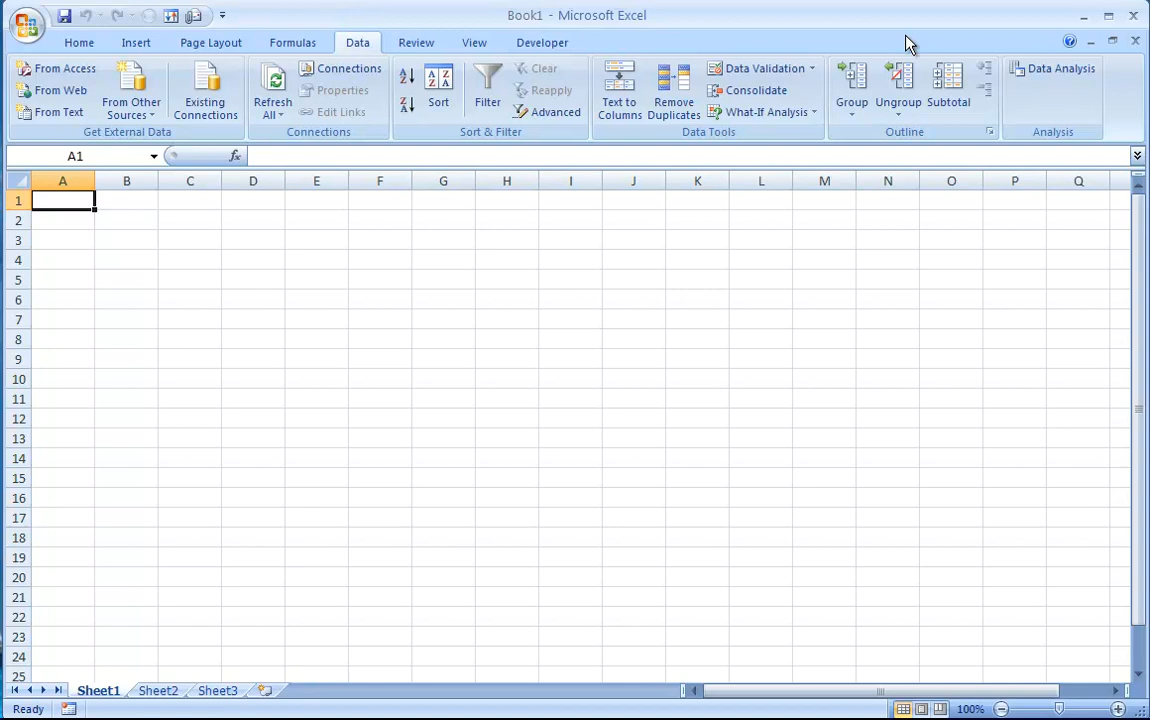 Book1 - Microsoft Excel
Home Insert Page Layout Formulas Data Review View Developer
From Access
From Web
From Text
From Other
Sources
Existing
Connections
Get External Data
Refresh
All
Connections
Properties
Edit Links
Connections
A
Z
Z
A
A Z
Z A
Sort
Filter
Clear
Reapply
Advanced
Sort & Filter
Text to
Columns
Remove
Duplicates
Data Validation
Consolidate
What-If Analysis
Data Tools
Group
Ungroup
Subtotal
Outline
Data Analysis
Analysis
A1 fx
A B C D E F G H I J K L M N O P Q
1
2
3
4
5
6
7
8
9
10
11
12
13
14
15
16
17
18
19
20
21
22
23
24
25
Sheet1 Sheet2 Sheet3
Ready 100%